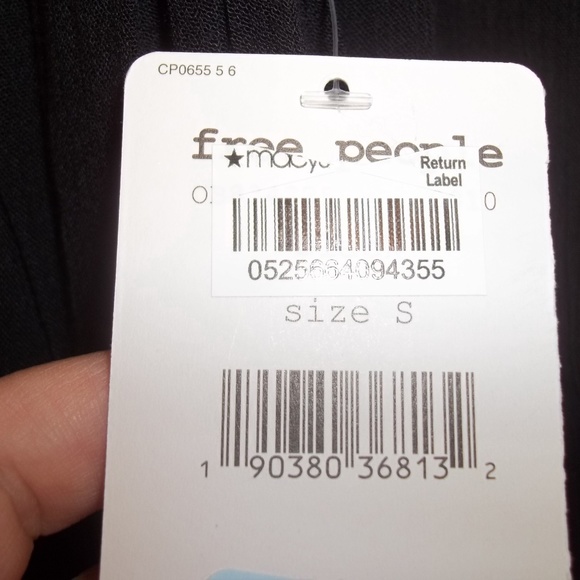 CP0655 5 6
free people
★macy's Return
Label
0525664094355
size S
1 90380 36813 2